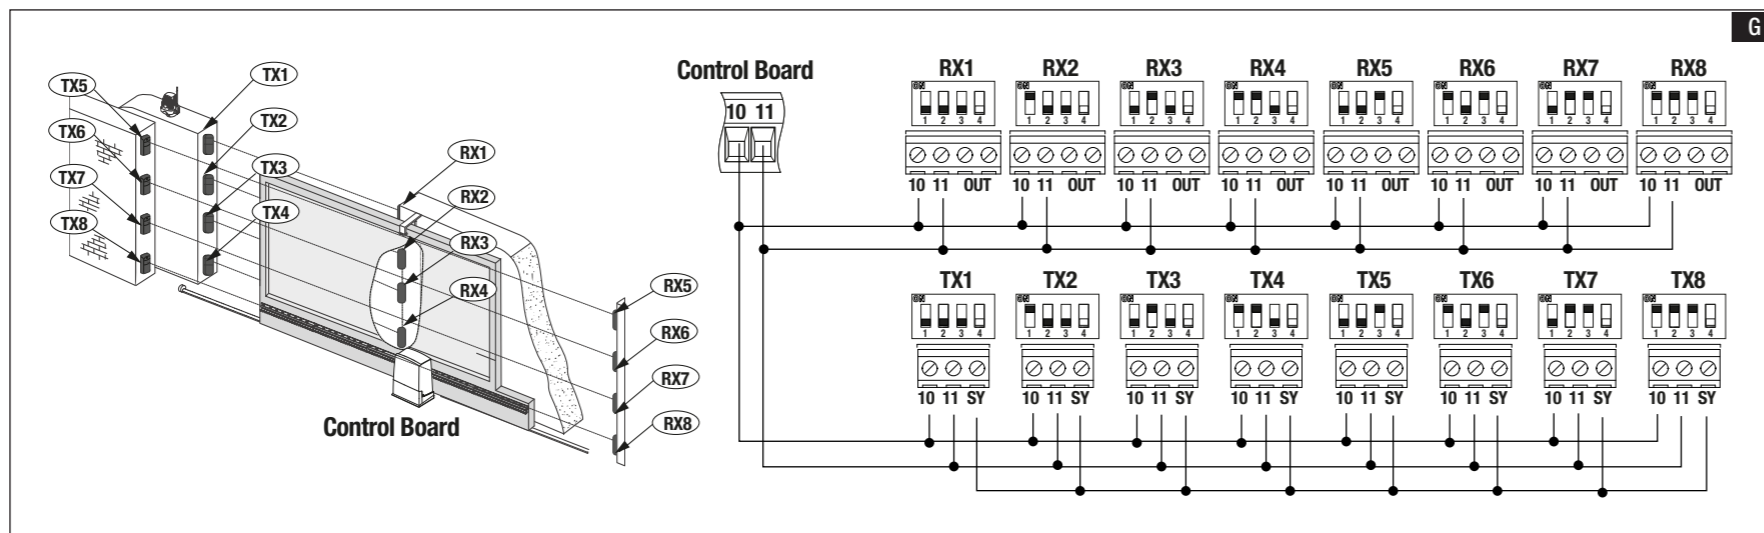 G
TX5
TX1
TX6
TX2
TX7
TX3
TX8
TX4
RX1
RX2
RX3
RX4
RX5
RX6
RX7
RX8
Control Board
Control Board
10 11
RX1 RX2 RX3 RX4 RX5 RX6 RX7 RX8
1 2 3 4 1 2 3 4 1 2 3 4 1 2 3 4 1 2 3 4 1 2 3 4 1 2 3 4 1 2 3 4
10 11 OUT 10 11 OUT 10 11 OUT 10 11 OUT 10 11 OUT 10 11 OUT 10 11 OUT 10 11 OUT
TX1 TX2 TX3 TX4 TX5 TX6 TX7 TX8
1 2 3 4 1 2 3 4 1 2 3 4 1 2 3 4 1 2 3 4 1 2 3 4 1 2 3 4 1 2 3 4
10 11 SY 10 11 SY 10 11 SY 10 11 SY 10 11 SY 10 11 SY 10 11 SY 10 11 SY